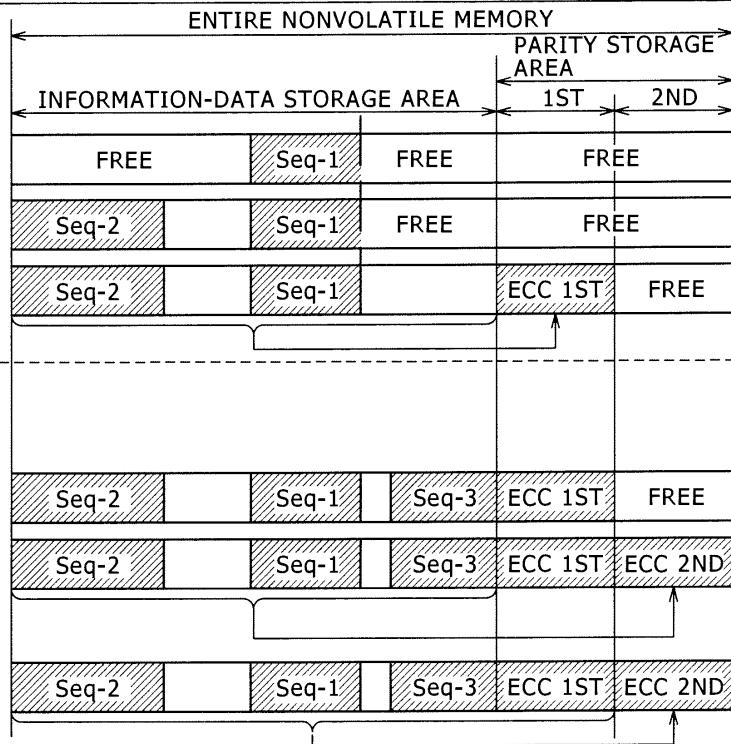 ENTIRE NONVOLATILE MEMORY
PARITY STORAGE
AREA
INFORMATION-DATA STORAGE AREA 1ST 2ND
FREE Seq-1 FREE FREE
Seq-2 Seq-1 FREE FREE
Seq-2 Seq-1 ECC 1ST FREE
Seq-2 Seq-1 Seq-3 ECC 1ST FREE
Seq-2 Seq-1 Seq-3 ECC 1ST ECC 2ND
Seq-2 Seq-1 Seq-3 ECC 1ST ECC 2ND